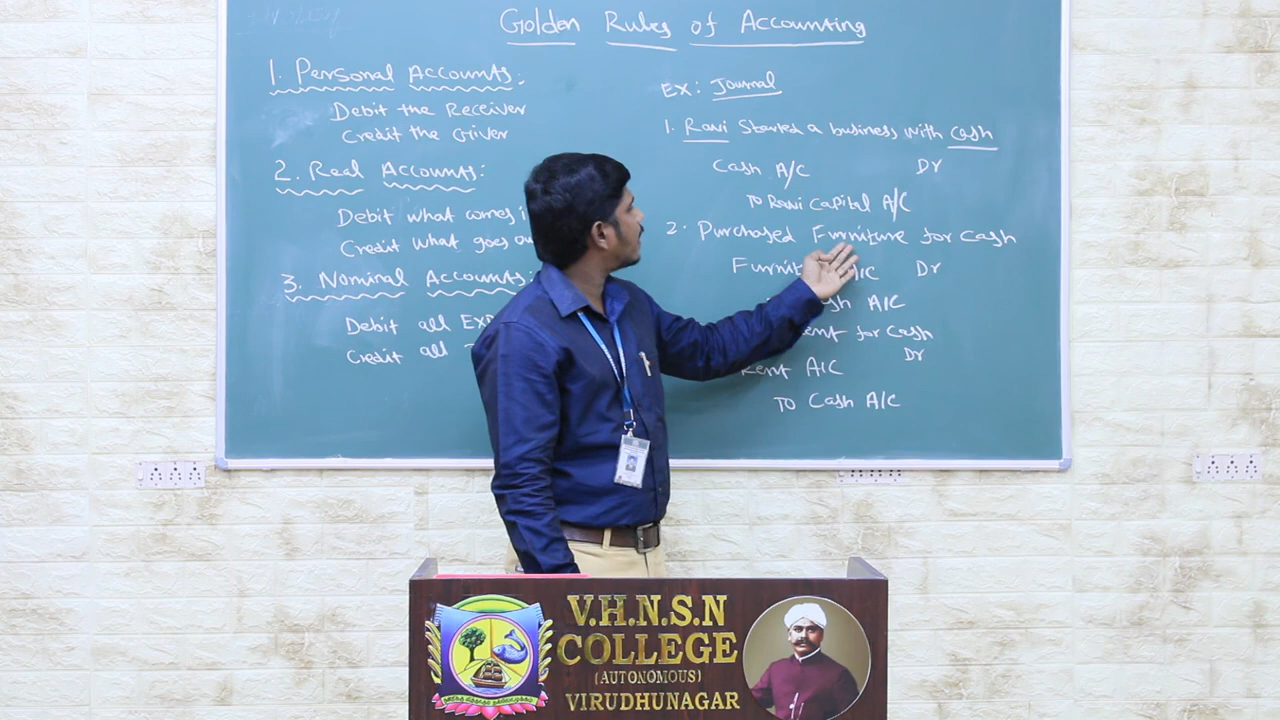 Golden Rules of Accounting
1. Personal Accounts:
Debit the Receiver
Credit the Giver
2. Real Accounts:
Debit what comes
Credit what goes
3. Nominal Accounts:
Debit all
Credit all
EX: Journal
1. Ravi Started a business with cash
Cash A/C Dr
To Ravi Capital A/C
2. Purchased Furniture for cash
A/C Dr
A/C
for cash
Rent A/C Dr
To Cash A/C
V.H.N.S.N
COLLEGE
(AUTONOMOUS)
VIRUDHUNAGAR